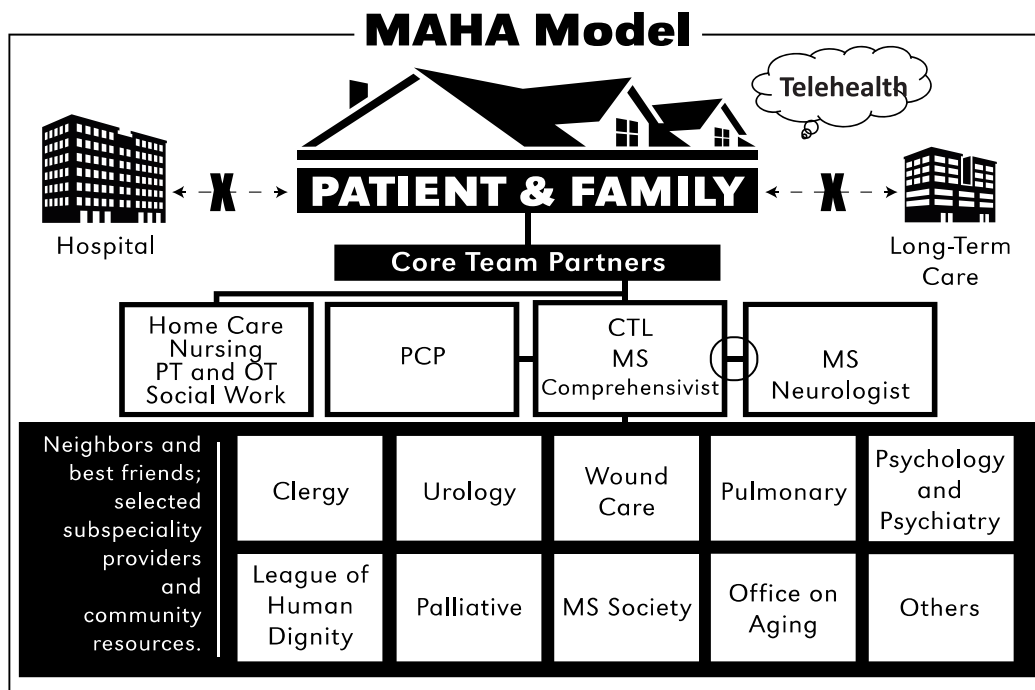 MAHA Model
Telehealth
X
PATIENT & FAMILY
X
Hospital
Long-Term
Care
Core Team Partners
Home Care
Nursing
PT and OT
Social Work
PCP
CTL
MS
Comprehensivist
MS
Neurologist
Neighbors and
best friends;
selected
subspeciality
providers
and
community
resources.
Clergy
Urology
Wound
Care
Pulmonary
Psychology
and
Psychiatry
League of
Human
Dignity
Palliative
MS Society
Office on
Aging
Others